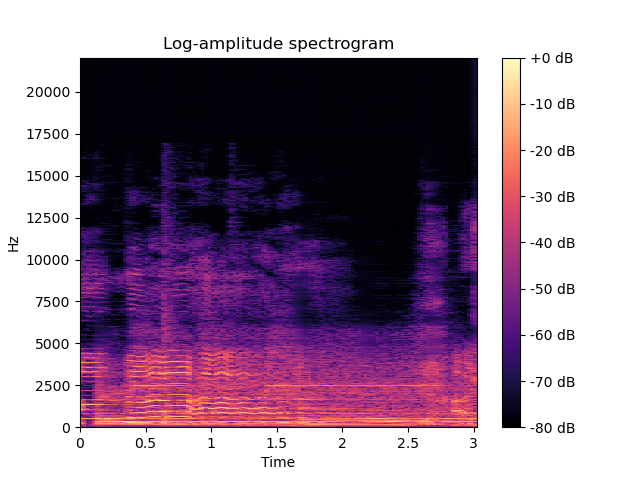 Log-amplitude spectrogram
Hz
20000
17500
15000
12500
10000
7500
5000
2500
0
0 0.5 1 1.5 2 2.5 3
Time
+0 dB
-10 dB
-20 dB
-30 dB
-40 dB
-50 dB
-60 dB
-70 dB
-80 dB